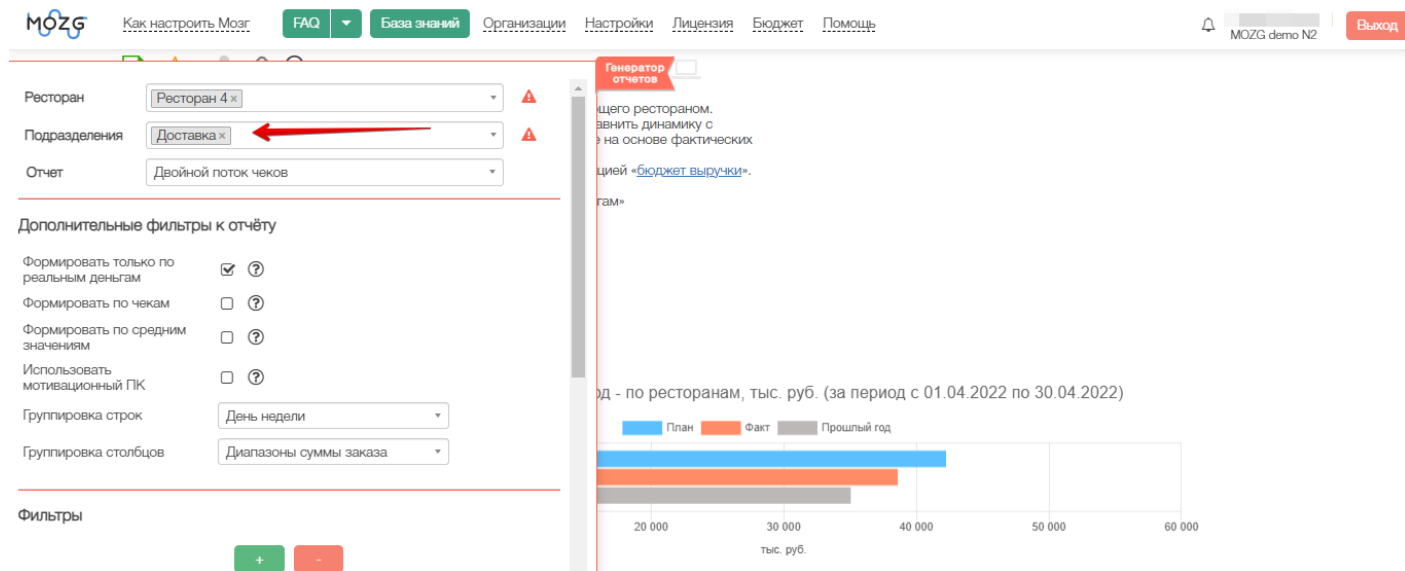 MOZG Как настроить Мозг FAQ База знаний Организации Настройки Лицензия Бюджет Помощь MOZG demo N2 Выход
Генератор
отчетов
Ресторан Ресторан 4 ×
Подразделения Доставка ×
Отчет Двойной поток чеков
щего рестораном.
авнить динамику с
е на основе фактических
цией «бюджет выручки».
гам»
Дополнительные фильтры к отчёту
Формировать только по
реальным деньгам
Формировать по чекам
Формировать по средним
значениям
Использовать
мотивационный ПК
Группировка строк День недели
Группировка столбцов Диапазоны суммы заказа
Фильтры
+ -
од - по ресторанам, тыс. руб. (за период с 01.04.2022 по 30.04.2022)
План Факт Прошлый год
20 000 30 000 40 000 50 000 60 000
тыс. руб.